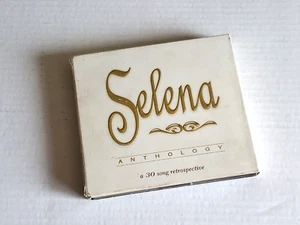 Selena
ANTHOLOGY
a 30 song retrospective